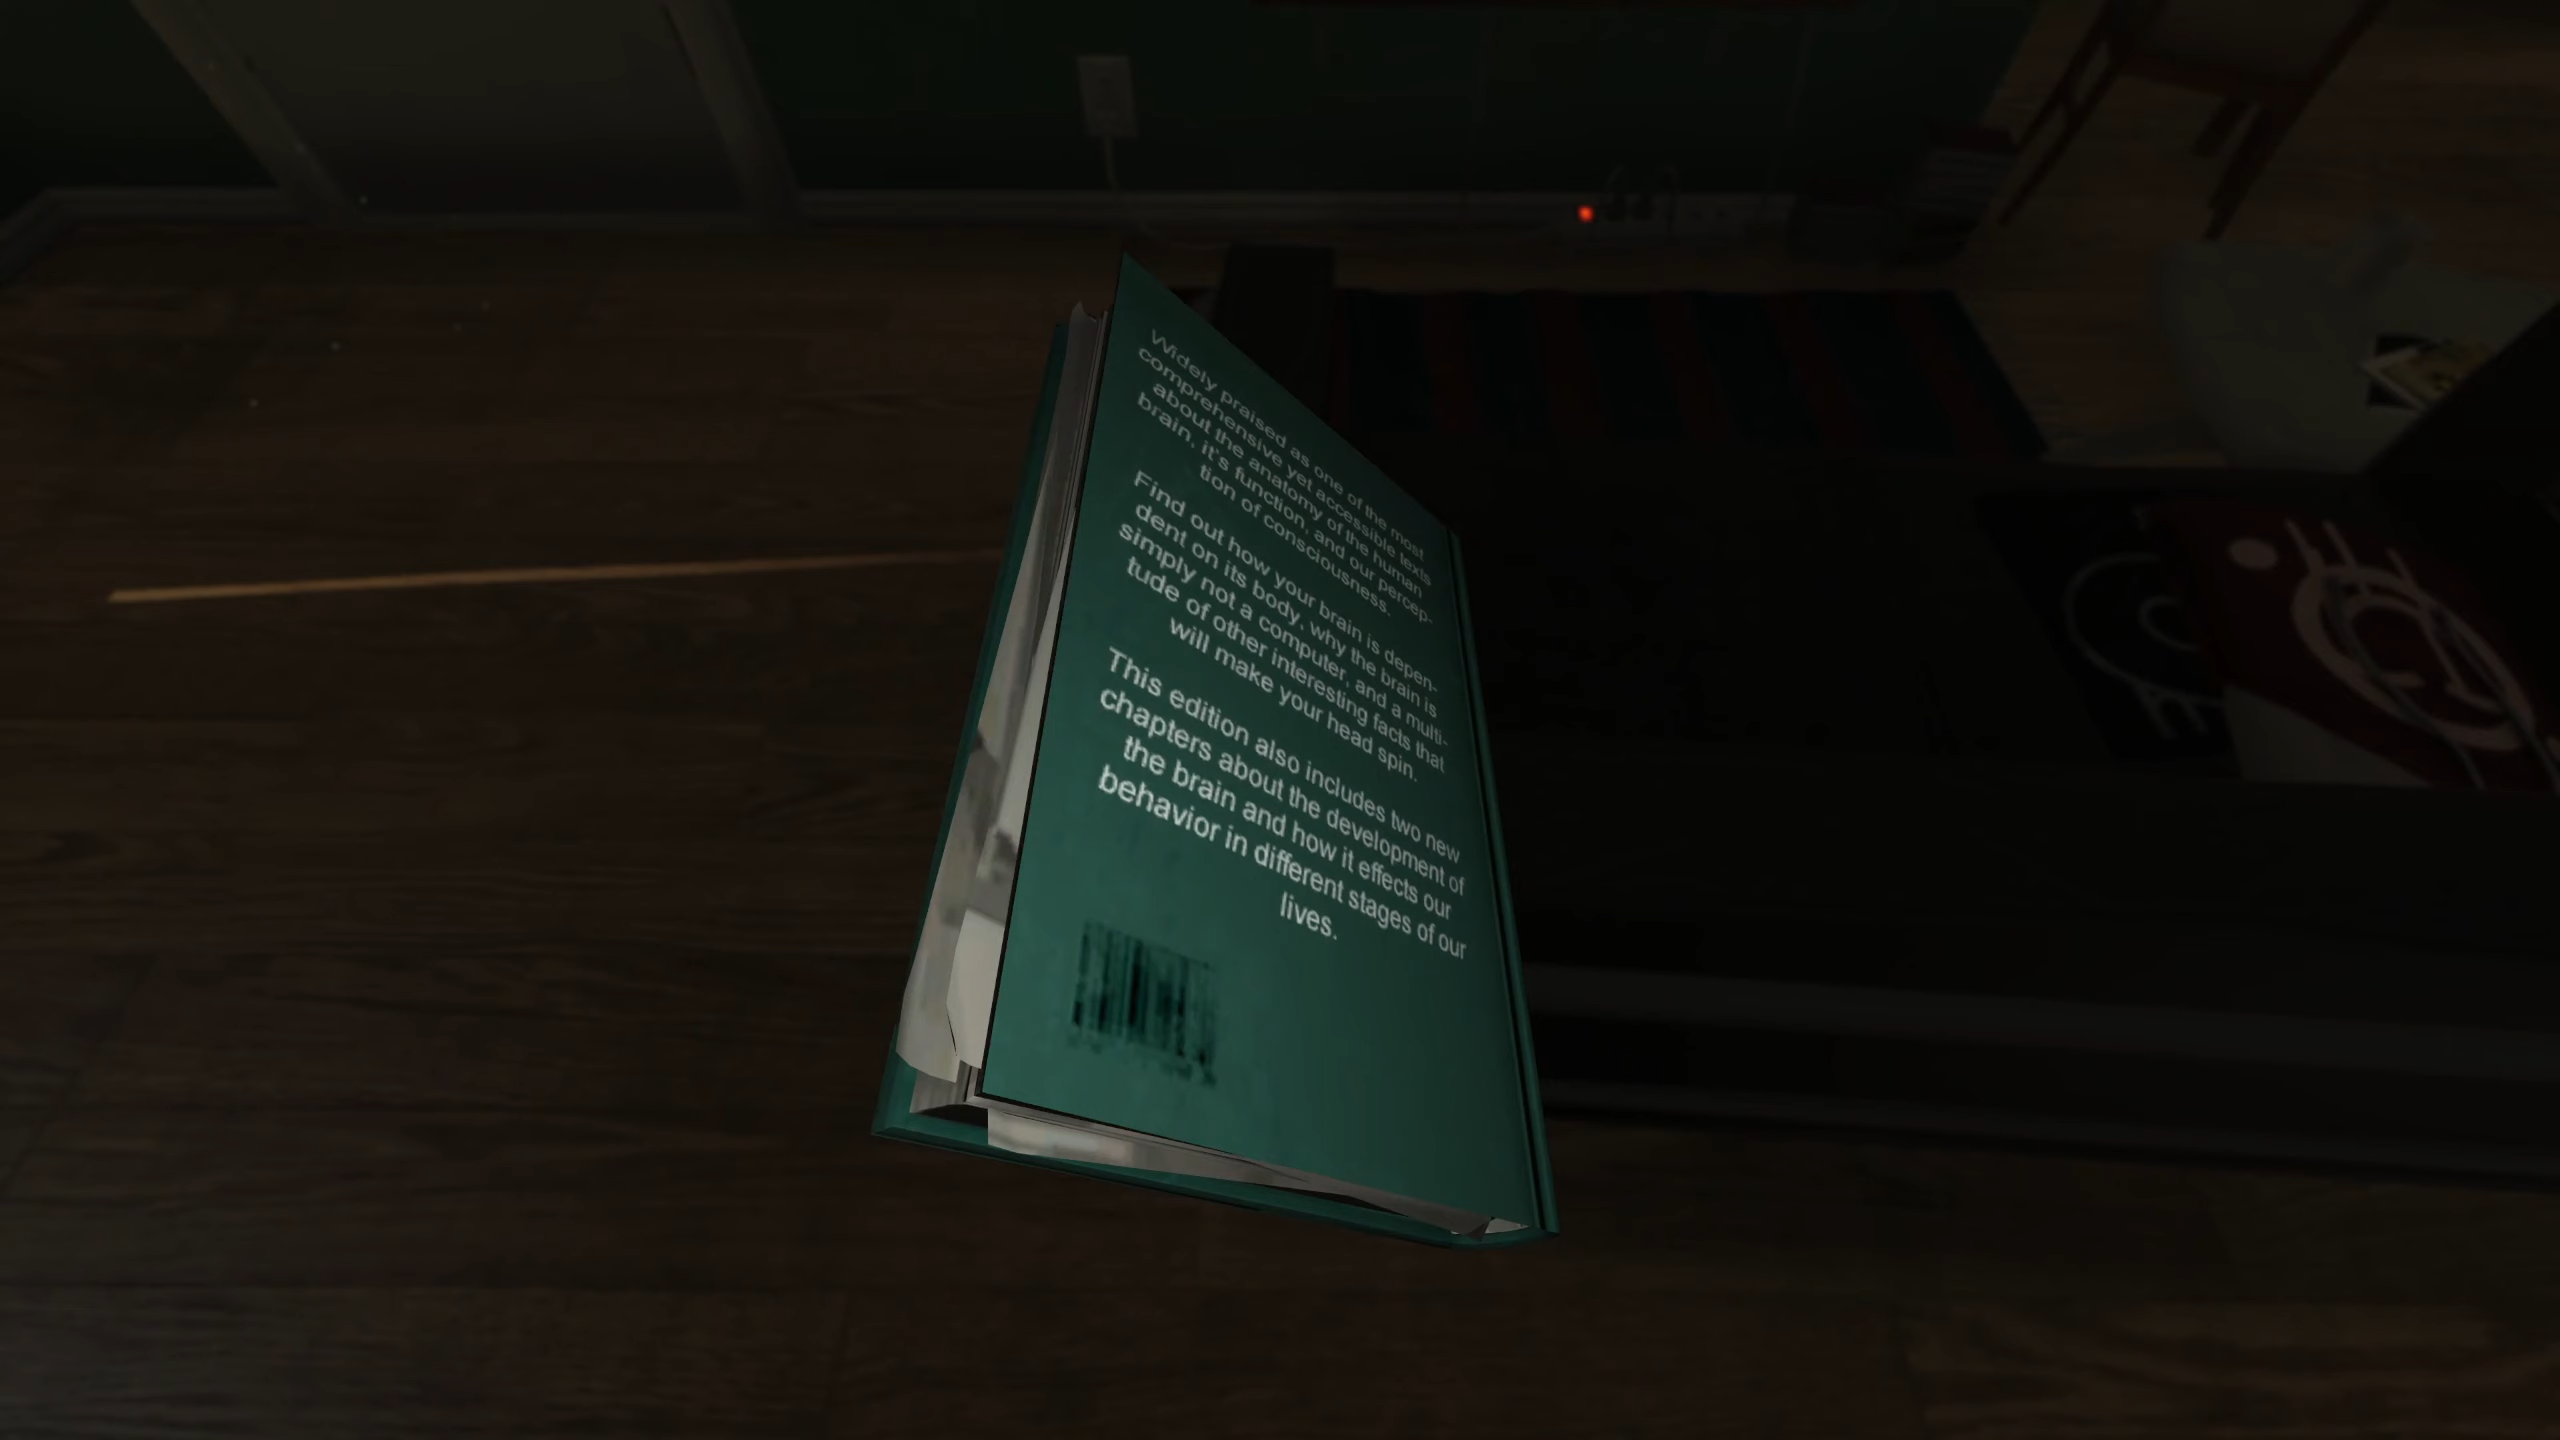 Widely praised as one of the most
comprehensive yet accessible texts
about the anatomy of the human
brain, it's function, and our percep-
tion of consciousness.
Find out how your brain is depen-
dent on its body, why the brain is
simply not a computer, and a multi-
tude of other interesting facts that
will make your head spin.
This edition also includes two new
chapters about the development of
the brain and how it effects our
behavior in different stages of our
lives.